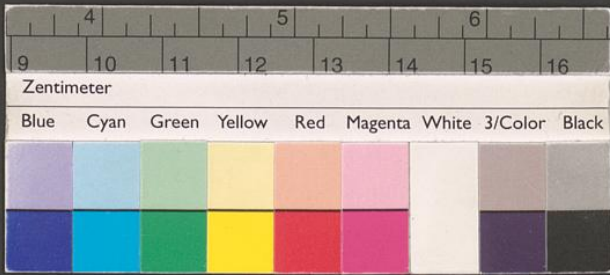 4 5 6
9 10 11 12 13 14 15 16
Zentimeter
Blue Cyan Green Yellow Red Magenta White 3/Color Black